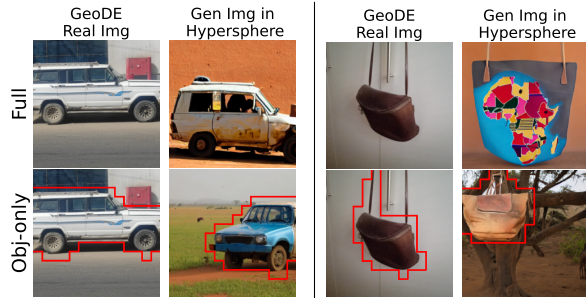 GeoDE
Real Img
Gen Img in
Hypersphere
GeoDE
Real Img
Gen Img in
Hypersphere
Full
Obj-only